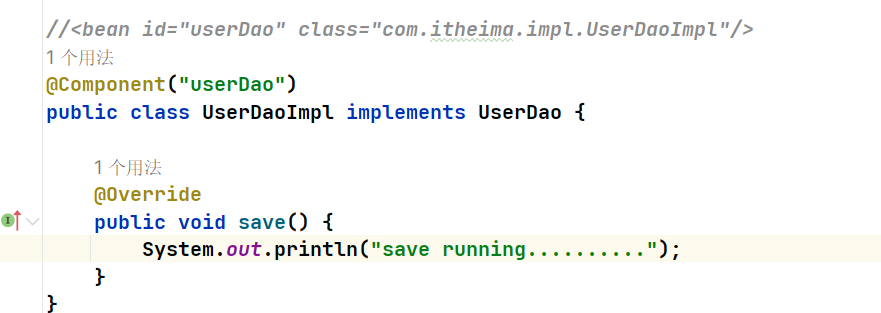 //<bean id="userDao" class="com.itheima.impl.UserDaoImpl"/>
1 个用法
@Component("userDao")
public class UserDaoImpl implements UserDao {
1 个用法
@Override
public void save() {
System.out.println("save running..........");
}
}